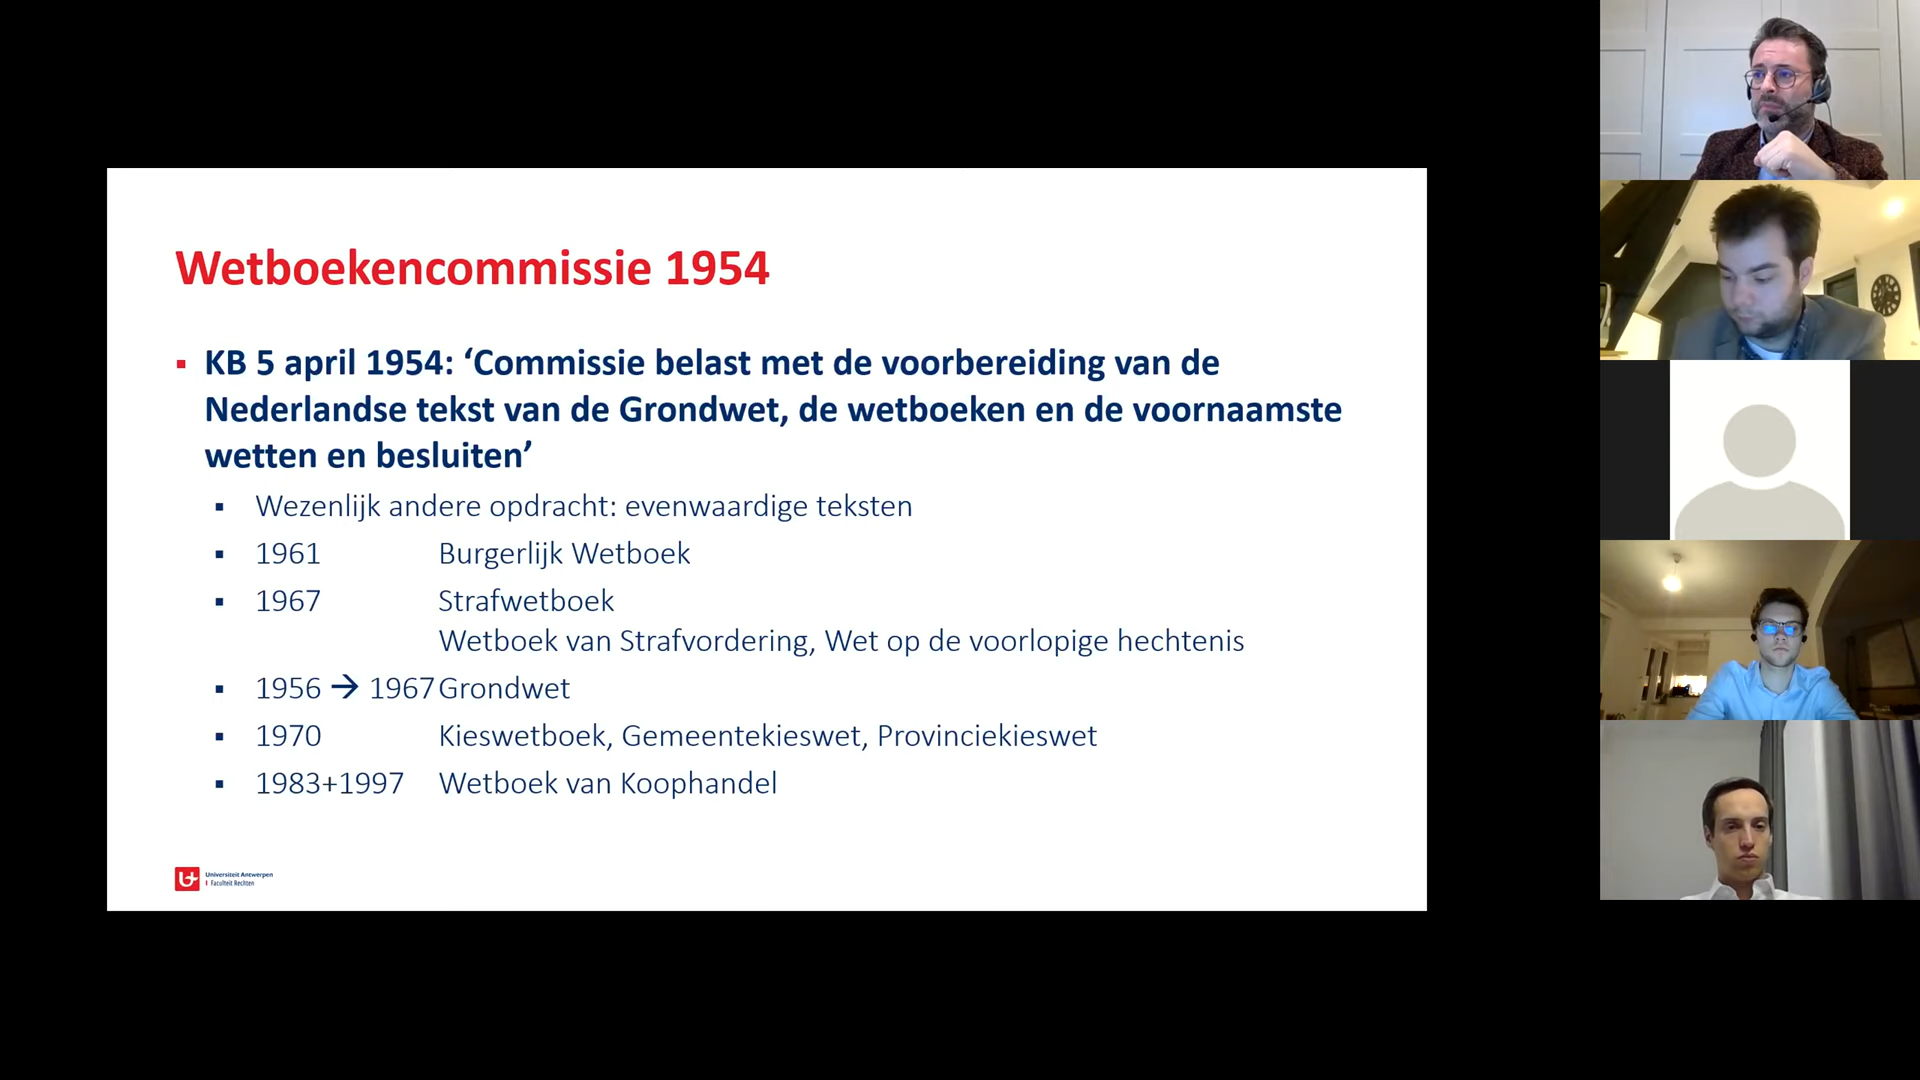 Wetboekencommissie 1954
▪ KB 5 april 1954: ‘Commissie belast met de voorbereiding van de
Nederlandse tekst van de Grondwet, de wetboeken en de voornaamste
wetten en besluiten’
▪ Wezenlijk andere opdracht: evenwaardige teksten
▪ 1961 Burgerlijk Wetboek
▪ 1967 Strafwetboek
Wetboek van Strafvordering, Wet op de voorlopige hechtenis
▪ 1956 → 1967 Grondwet
▪ 1970 Kieswetboek, Gemeentekieswet, Provinciekieswet
▪ 1983+1997 Wetboek van Koophandel
Universiteit Antwerpen
Faculteit Rechten